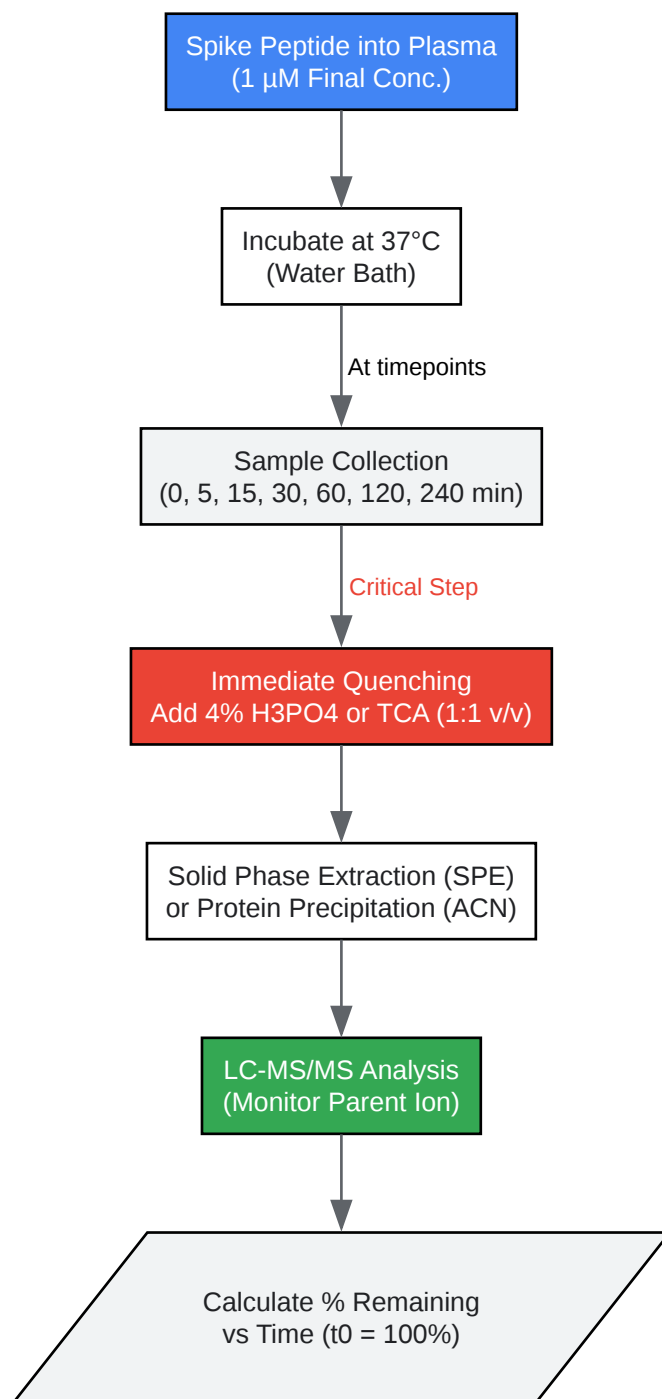 Spike Peptide into Plasma
(1 µM Final Conc.)
Incubate at 37°C
(Water Bath)
At timepoints
Sample Collection
(0, 5, 15, 30, 60, 120, 240 min)
Critical Step
Immediate Quenching
Add 4% H3PO4 or TCA (1:1 v/v)
Solid Phase Extraction (SPE)
or Protein Precipitation (ACN)
LC-MS/MS Analysis
(Monitor Parent Ion)
Calculate % Remaining
vs Time (t0 = 100%)